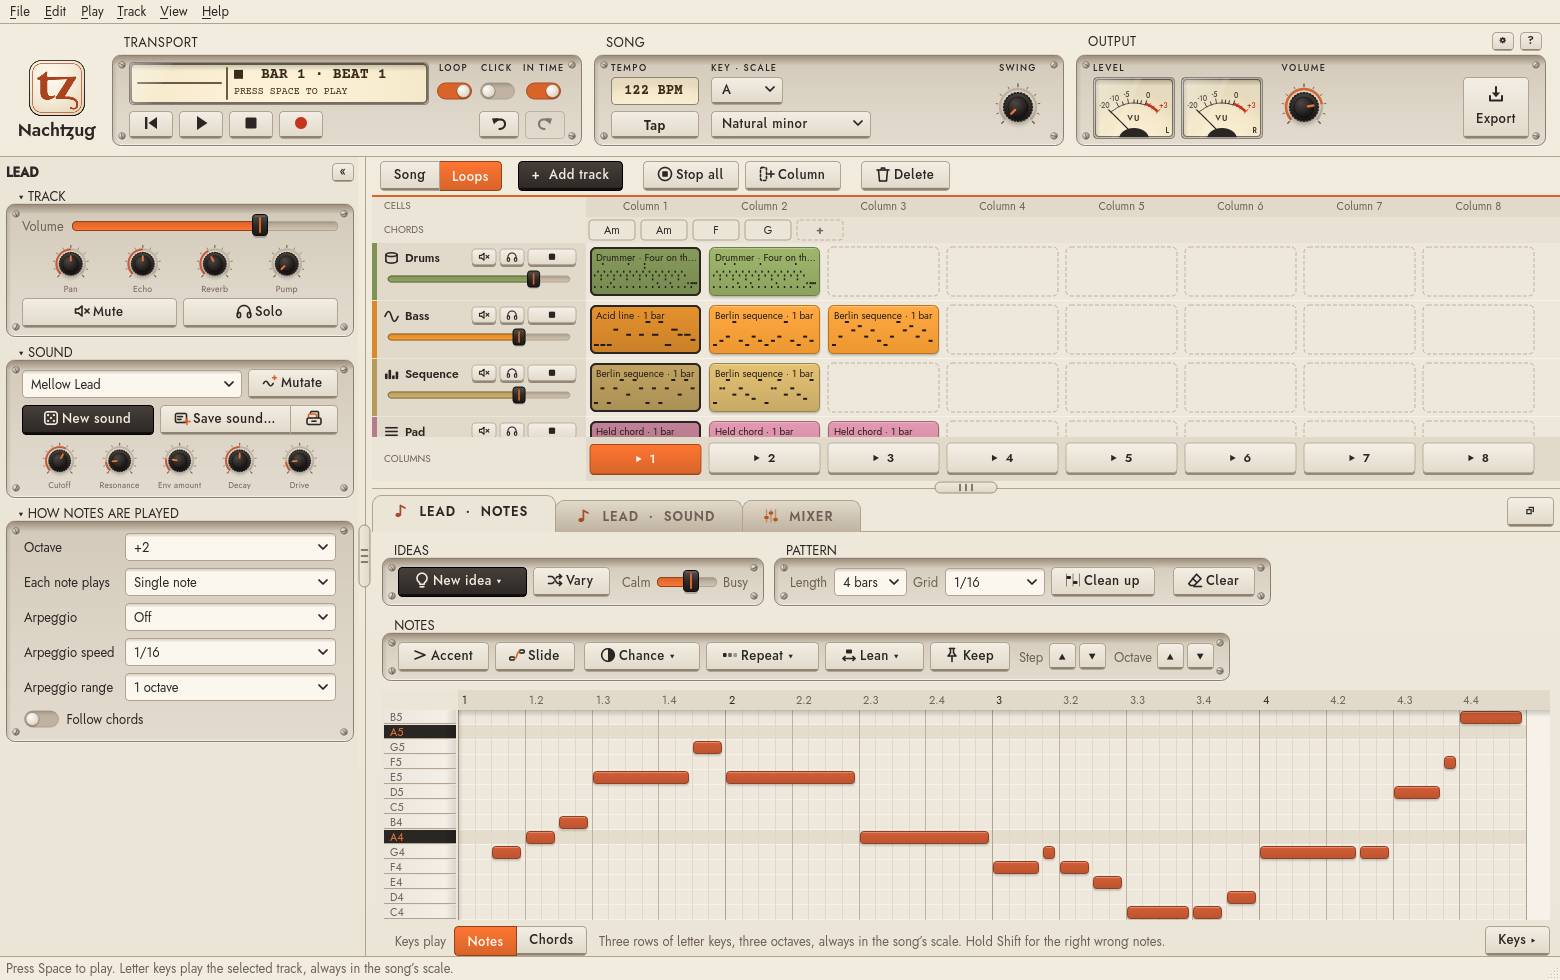 File Edit Play Track View Help
TRANSPORT
SONG
OUTPUT
tz
Nachtzug
BAR 1 · BEAT 1
PRESS SPACE TO PLAY
LOOP CLICK IN TIME
TEMPO
122 BPM
Tap
KEY · SCALE
A
Natural minor
SWING
LEVEL
-20 -10 -5 0 +3
VU
L
-20 -10 -5 0 +3
VU
R
VOLUME
Export
?
LEAD
«
TRACK
Volume
Pan Echo Reverb Pump
Mute Solo
SOUND
Mellow Lead
Mutate
New sound
Save sound...
Cutoff Resonance Env amount Decay Drive
HOW NOTES ARE PLAYED
Octave +2
Each note plays Single note
Arpeggio Off
Arpeggio speed 1/16
Arpeggio range 1 octave
Follow chords
Song Loops + Add track Stop all Column Delete
CELLS Column 1 Column 2 Column 3 Column 4 Column 5 Column 6 Column 7 Column 8
CHORDS Am Am F G +
Drums
Drummer · Four on th...
Drummer · Four on th...
Bass
Acid line · 1 bar
Berlin sequence · 1 bar
Berlin sequence · 1 bar
Sequence
Berlin sequence · 1 bar
Berlin sequence · 1 bar
Pad
Held chord · 1 bar
Held chord · 1 bar
Held chord · 1 bar
COLUMNS 1 2 3 4 5 6 7 8
LEAD · NOTES
LEAD · SOUND
MIXER
IDEAS
New idea Vary Calm Busy
PATTERN
Length 4 bars Grid 1/16 Clean up Clear
NOTES
Accent Slide Chance Repeat Lean Keep Step Octave
1 1.2 1.3 1.4 2 2.2 2.3 2.4 3 3.2 3.3 3.4 4 4.2 4.3 4.4
B5
A5
G5
F5
E5
D5
C5
B4
A4
G4
F4
E4
D4
C4
Keys play Notes Chords Three rows of letter keys, three octaves, always in the song's scale. Hold Shift for the right wrong notes. Keys
Press Space to play. Letter keys play the selected track, always in the song's scale.